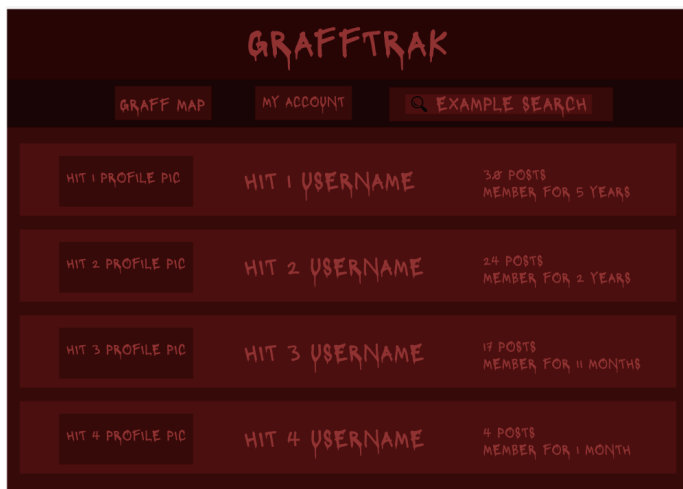 GRAFFTRAK
GRAFF MAP
MY ACCOUNT
EXAMPLE SEARCH
HIT 1 PROFILE PIC
HIT 1 USERNAME
30 POSTS
MEMBER FOR 5 YEARS
HIT 2 PROFILE PIC
HIT 2 USERNAME
24 POSTS
MEMBER FOR 2 YEARS
HIT 3 PROFILE PIC
HIT 3 USERNAME
17 POSTS
MEMBER FOR 11 MONTHS
HIT 4 PROFILE PIC
HIT 4 USERNAME
4 POSTS
MEMBER FOR 1 MONTH